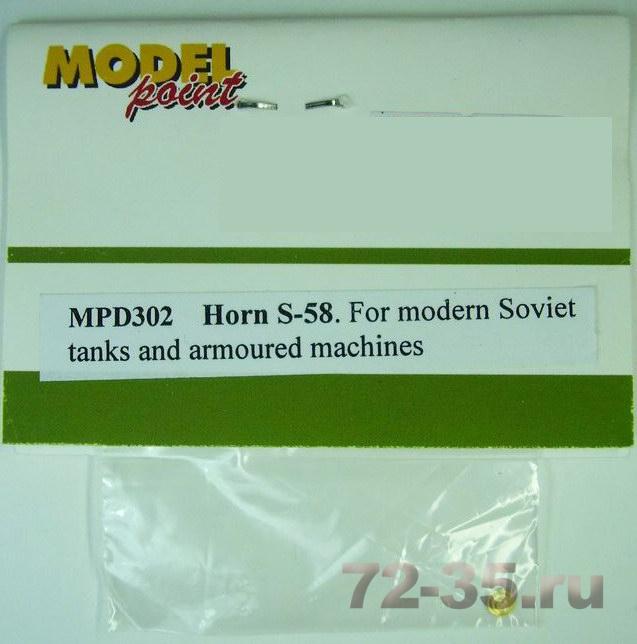 MODEL
point
MPD302 Horn S-58. For modern Soviet
tanks and armoured machines
72-35.ru